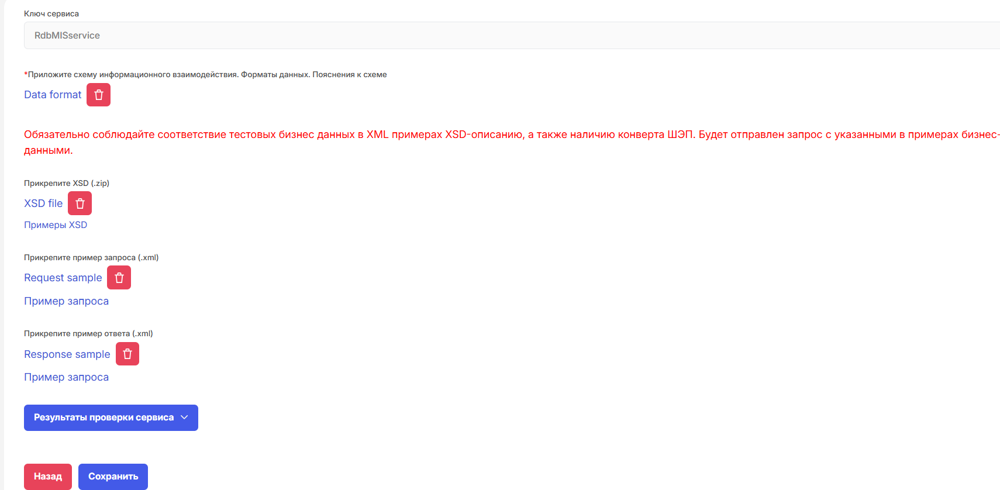 Ключ сервиса
RdbMISservice
*Приложите схему информационного взаимодействия. Форматы данных. Пояснения к схеме
Data format
Обязательно соблюдайте соответствие тестовых бизнес данных в XML примерах XSD-описанию, а также наличию конверта ШЭП. Будет отправлен запрос с указанными в примерах бизнес-
данными.
Прикрепите XSD (.zip)
XSD file
Примеры XSD
Прикрепите пример запроса (.xml)
Request sample
Пример запроса
Прикрепите пример ответа (.xml)
Response sample
Пример запроса
Результаты проверки сервиса
Назад Сохранить